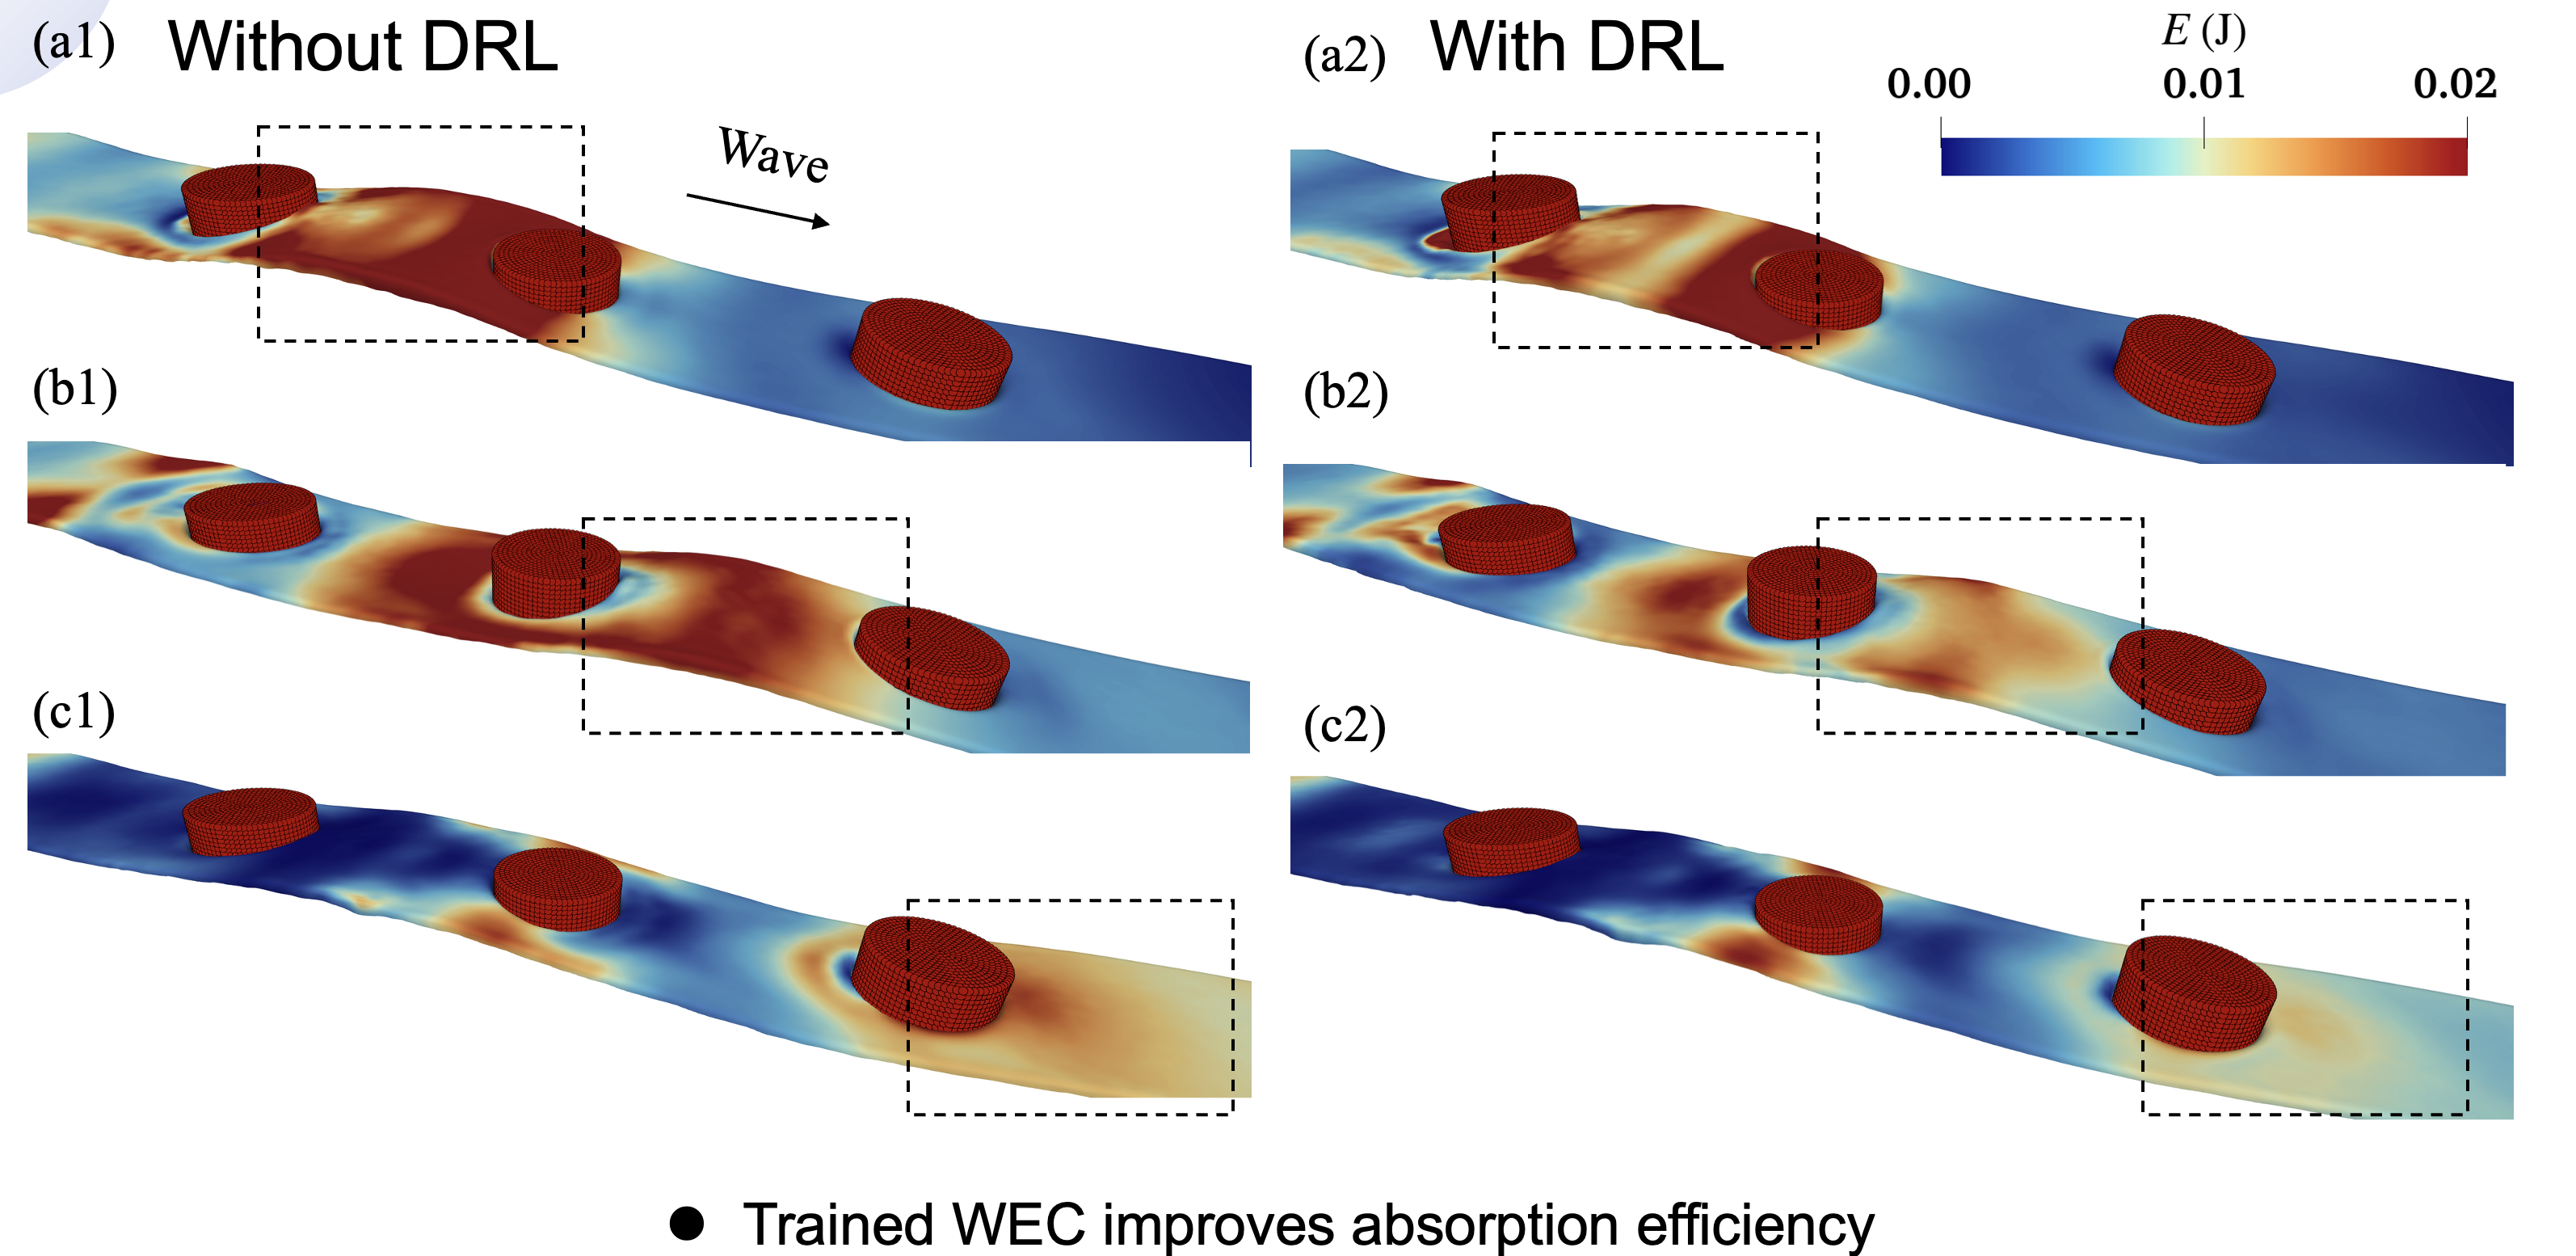 (a1) Without DRL
(a2) With DRL
E (J)
0.00 0.01 0.02
Wave
(b1)
(b2)
(c1)
(c2)
● Trained WEC improves absorption efficiency